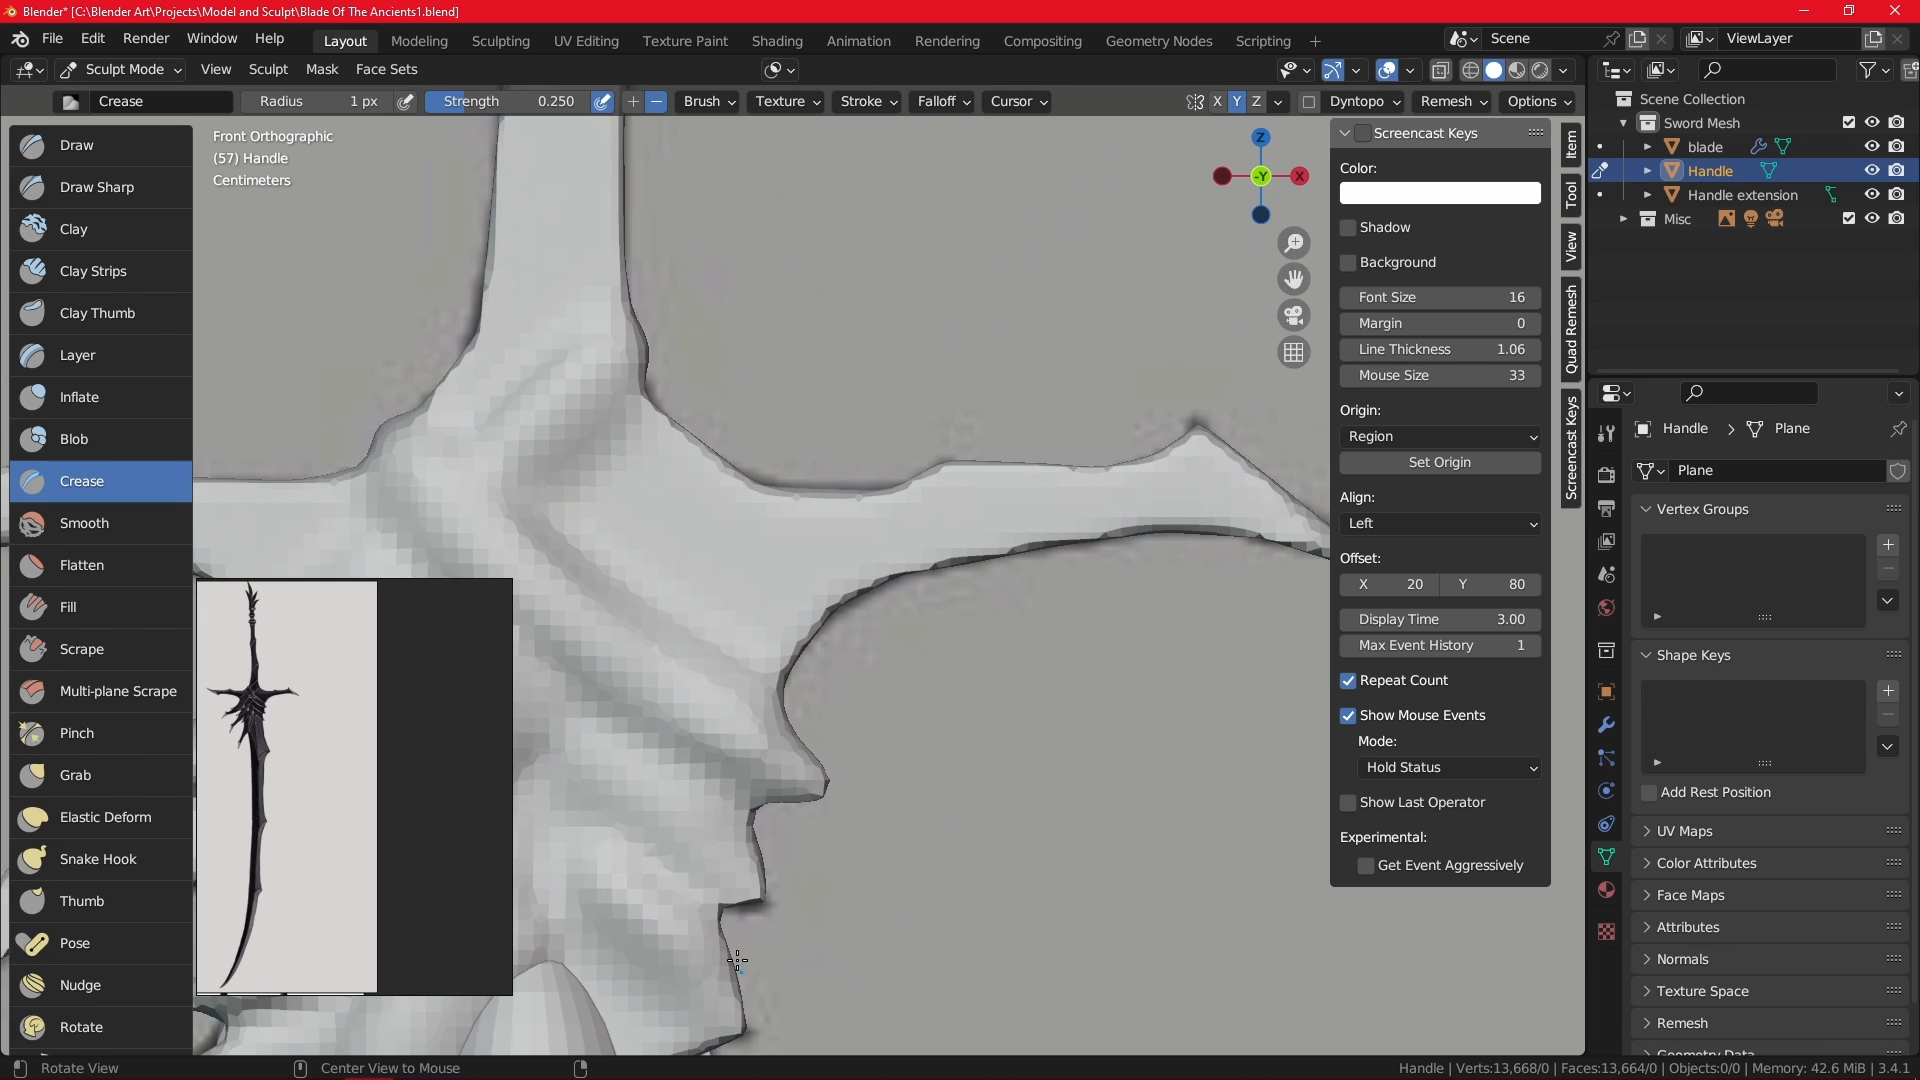 Blender* [C:\Blender Art\Projects\Model and Sculpt\Blade Of The Ancients1.blend]
File Edit Render Window Help Layout Modeling Sculpting UV Editing Texture Paint Shading Animation Rendering Compositing Geometry Nodes Scripting + Scene ViewLayer
Sculpt Mode View Sculpt Mask Face Sets
Crease Radius 1 px Strength 0.250 Brush Texture Stroke Falloff Cursor X Y Z Dyntopo Remesh Options
Draw
Draw Sharp
Clay
Clay Strips
Clay Thumb
Layer
Inflate
Blob
Crease
Smooth
Flatten
Fill
Scrape
Multi-plane Scrape
Pinch
Grab
Elastic Deform
Snake Hook
Thumb
Pose
Nudge
Rotate
Front Orthographic
(57) Handle
Centimeters
Z
-Y
X
Screencast Keys
Color:
Shadow
Background
Font Size 16
Margin 0
Line Thickness 1.06
Mouse Size 33
Origin:
Region
Set Origin
Align:
Left
Offset:
X 20 Y 80
Display Time 3.00
Max Event History 1
Repeat Count
Show Mouse Events
Mode:
Hold Status
Show Last Operator
Experimental:
Get Event Aggressively
Item
Tool
View
Quad Remesh
Screencast Keys
Scene Collection
Sword Mesh
blade
Handle
Handle extension
Misc
Handle > Plane
Plane
Vertex Groups
Shape Keys
Add Rest Position
UV Maps
Color Attributes
Face Maps
Attributes
Normals
Texture Space
Remesh
Geometry Data
Rotate View Center View to Mouse Handle | Verts:13,668/0 | Faces:13,664/0 | Objects:0/0 | Memory: 42.6 MiB | 3.4.1